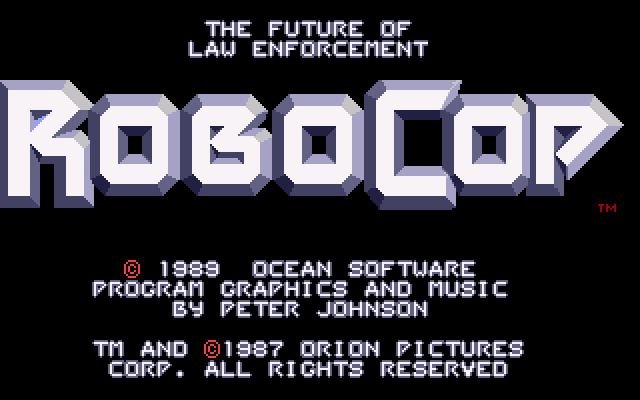 THE FUTURE OF
LAW ENFORCEMENT
ROBOCOP
TM
© 1989 OCEAN SOFTWARE
PROGRAM GRAPHICS AND MUSIC
BY PETER JOHNSON
TM AND ©1987 ORION PICTURES
CORP. ALL RIGHTS RESERVED